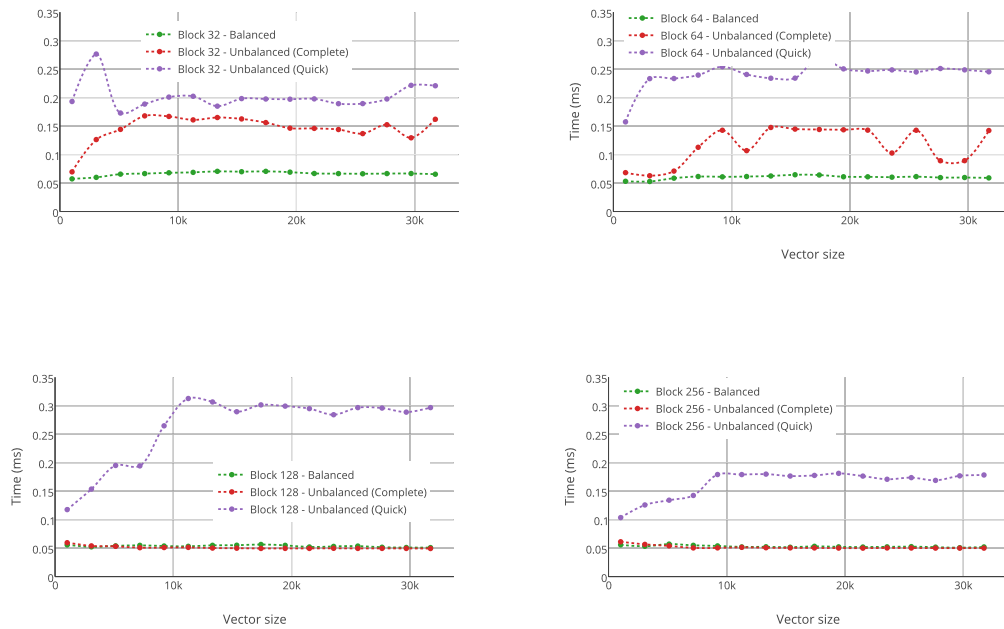 0.35
0.3
0.25
0.2
0.15
0.1
0.05
0
0
10k
20k
30k
Block 32 - Balanced
Block 32 - Unbalanced (Complete)
Block 32 - Unbalanced (Quick)
0.35
0.3
0.25
0.2
0.15
0.1
0.05
0
0
10k
20k
30k
Time (ms)
Vector size
Block 64 - Balanced
Block 64 - Unbalanced (Complete)
Block 64 - Unbalanced (Quick)
0.35
0.3
0.25
0.2
0.15
0.1
0.05
0
0
10k
20k
30k
Time (ms)
Vector size
Block 128 - Balanced
Block 128 - Unbalanced (Complete)
Block 128 - Unbalanced (Quick)
0.35
0.3
0.25
0.2
0.15
0.1
0.05
0
0
10k
20k
30k
Time (ms)
Vector size
Block 256 - Balanced
Block 256 - Unbalanced (Complete)
Block 256 - Unbalanced (Quick)